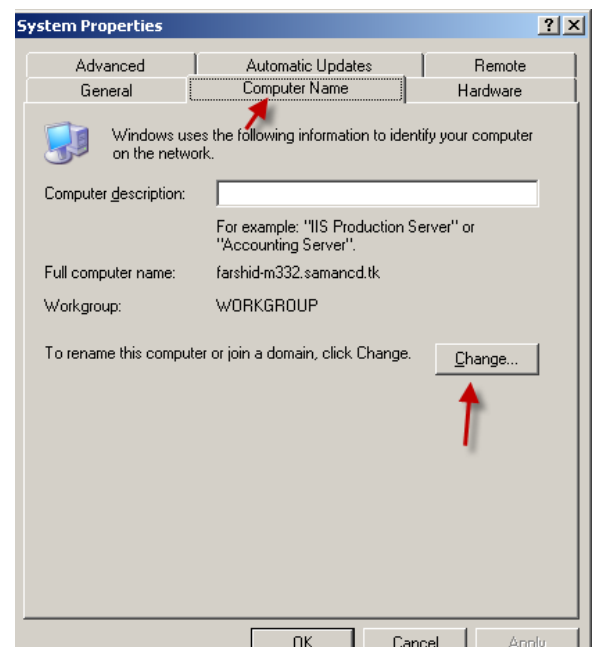 System Properties
Advanced Automatic Updates Remote
General Computer Name Hardware
Windows uses the following information to identify your computer
on the network.
Computer description:
For example: "IIS Production Server" or
"Accounting Server".
Full computer name: farshid-m332.samancd.tk
Workgroup: WORKGROUP
To rename this computer or join a domain, click Change. Change...
OK Cancel Apply